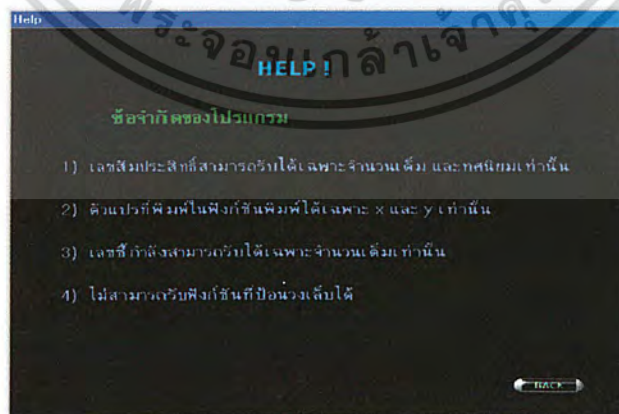 Help
พระจอมเกล้าเจ้าคุ
HELP !
ข้อจำกัดของโปรแกรม
1) เลขสัมประสิทธิ์สามารถรับได้เฉพาะจำนวนเต็ม และทศนิยมเท่านั้น
2) ตัวแปรที่พิมพ์ในฟังก์ชันพิมพ์ได้เฉพาะ x และ y เท่านั้น
3) เลขชี้กำลังสามารถรับได้เฉพาะจำนวนเต็มเท่านั้น
4) ไม่สามารถรับฟังก์ชันที่ป้อนวงเล็บได้
BACK